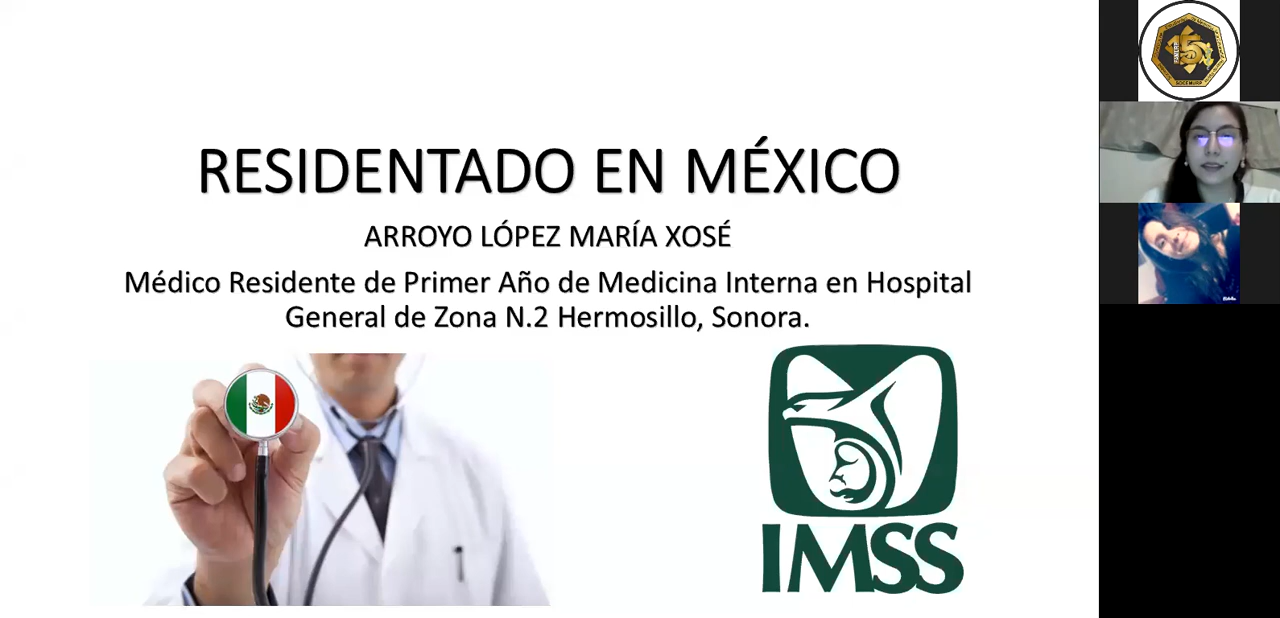 RESIDENTADO EN MÉXICO
ARROYO LÓPEZ MARÍA XOSÉ
Médico Residente de Primer Año de Medicina Interna en Hospital
General de Zona N.2 Hermosillo, Sonora.
IMSS
SOCEMURP